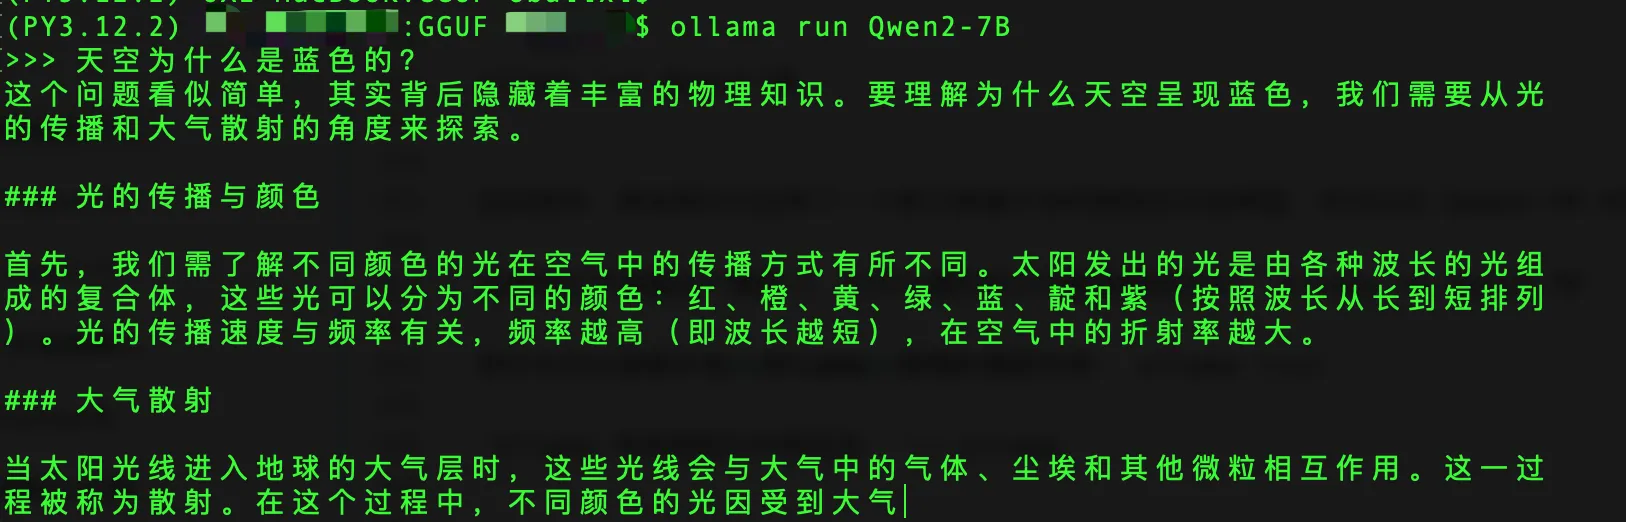 (PY3.12.2) :GGUF $ ollama run Qwen2-7B
>>> 天空为什么是蓝色的?
这个问题看似简单，其实背后隐藏着丰富的物理知识。要理解为什么天空呈现蓝色，我们需要从光
的传播和大气散射的角度来探索。
### 光的传播与颜色
首先，我们需了解不同颜色的光在空气中的传播方式有所不同。太阳发出的光是由各种波长的光组
成的复合体，这些光可以分为不同的颜色：红、橙、黄、绿、蓝、靛和紫（按照波长从长到短排列
）。光的传播速度与频率有关，频率越高（即波长越短），在空气中的折射率越大。
### 大气散射
当太阳光线进入地球的大气层时，这些光线会与大气中的气体、尘埃和其他微粒相互作用。这一过
程被称为散射。在这个过程中，不同颜色的光因受到大气